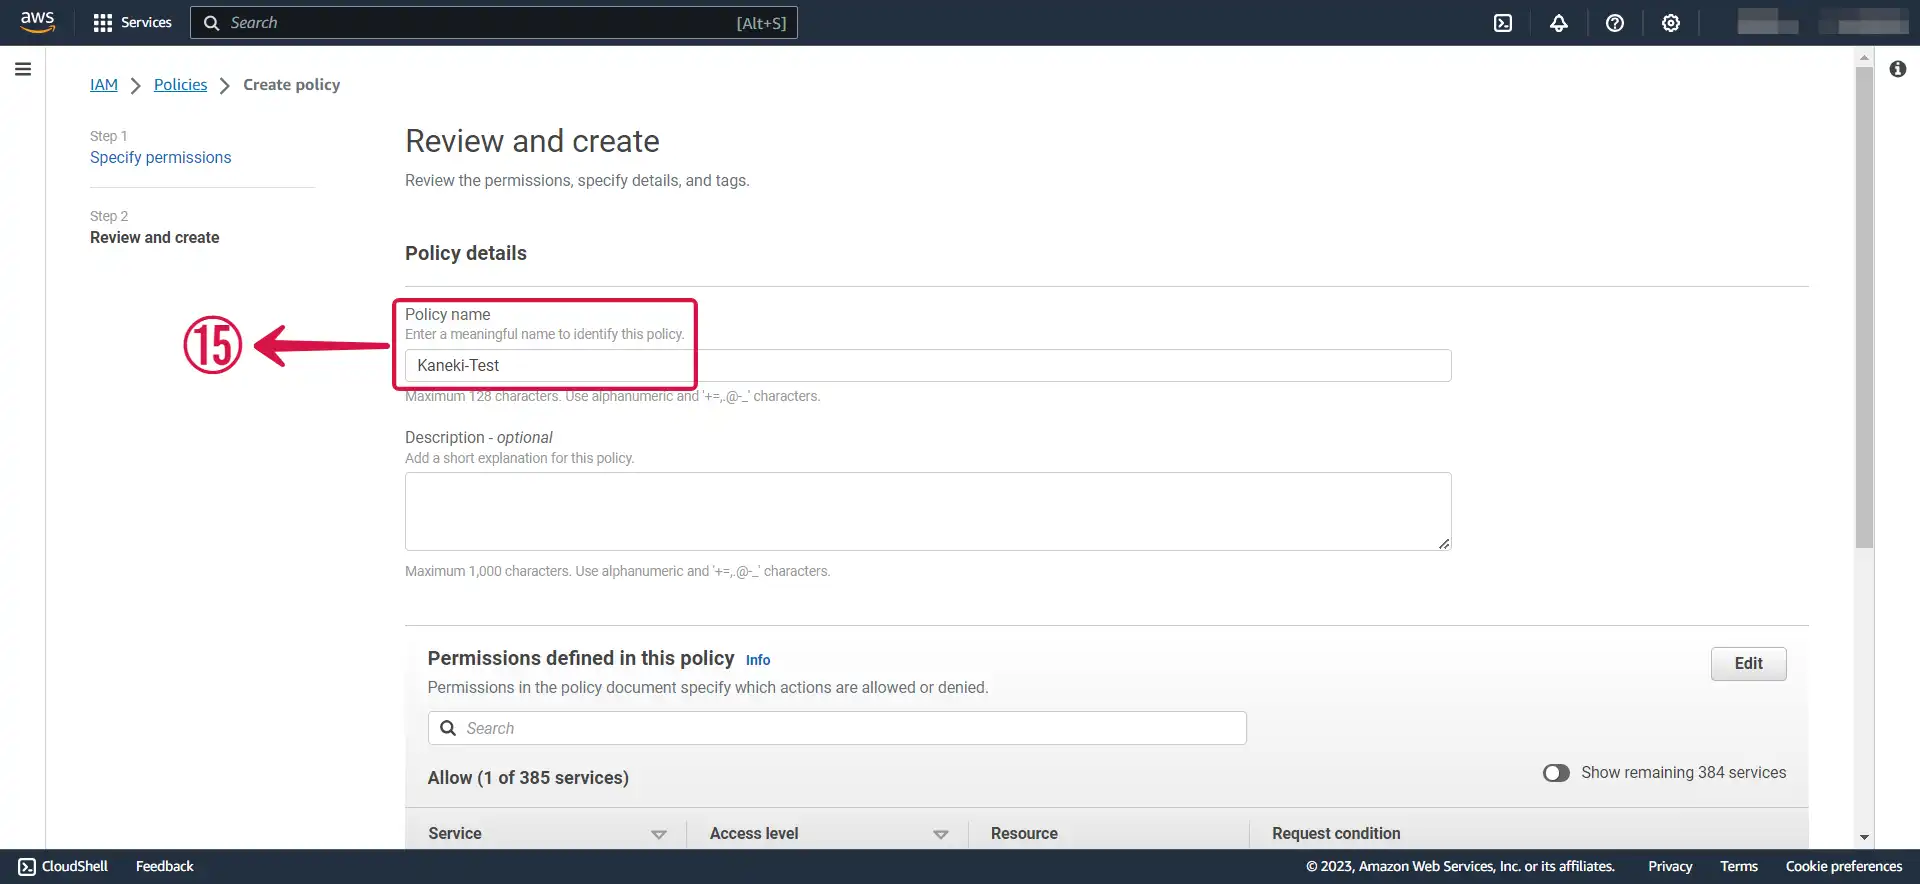 aws
Services
Search
[Alt+S]
IAM
Policies
Create policy
Step 1
Specify permissions
Step 2
Review and create
Review and create
Review the permissions, specify details, and tags.
Policy details
15
Policy name
Enter a meaningful name to identify this policy.
Kaneki-Test
Maximum 128 characters. Use alphanumeric and '+=,.@-_' characters.
Description - optional
Add a short explanation for this policy.
Maximum 1,000 characters. Use alphanumeric and '+=,.@-_' characters.
Permissions defined in this policy Info
Edit
Permissions in the policy document specify which actions are allowed or denied.
Search
Allow (1 of 385 services)
Show remaining 384 services
Service
Access level
Resource
Request condition
CloudShell
Feedback
© 2023, Amazon Web Services, Inc. or its affiliates.
Privacy
Terms
Cookie preferences